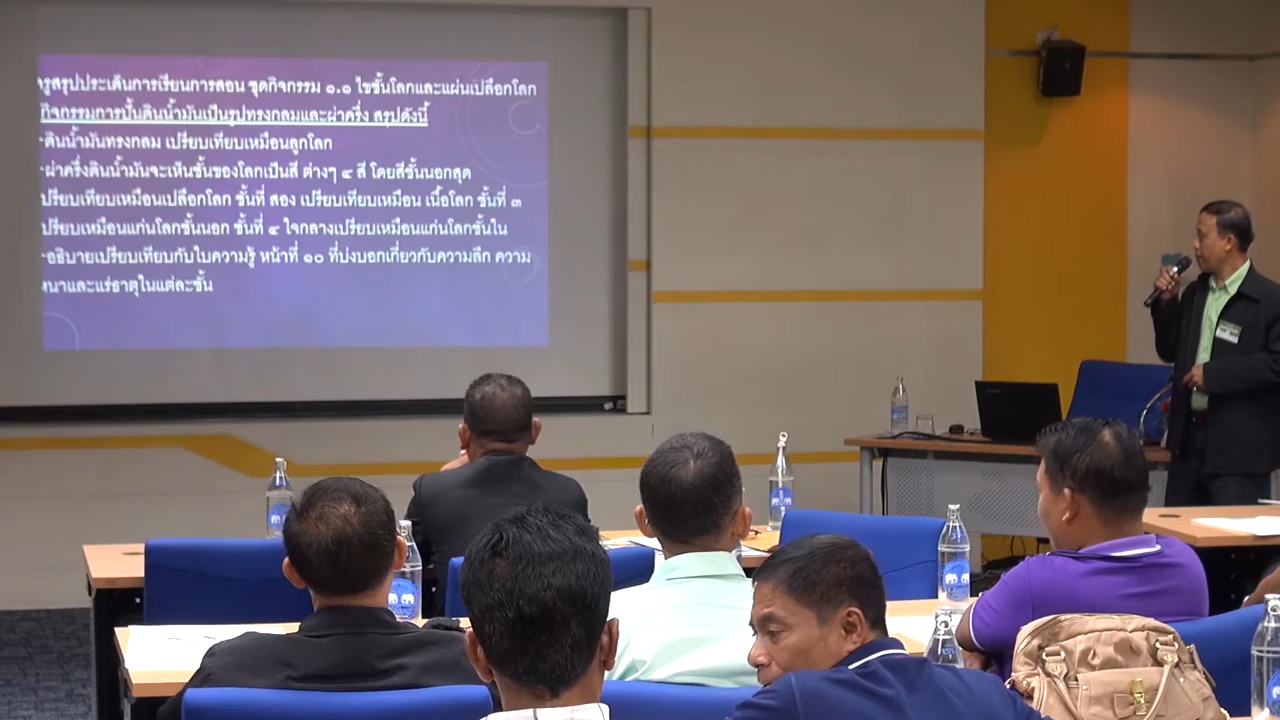 ครูสรุปประเด็นการเรียนการสอน ชุดกิจกรรม ๑.๑ ไขชั้นโลกและแผ่นเปลือกโลก
กิจกรรมการปั้นดินน้ำมันเป็นรูปทรงกลมและผ่าครึ่ง สรุปดังนี้
-ดินน้ำมันทรงกลม เปรียบเทียบเหมือนลูกโลก
-ผ่าครึ่งดินน้ำมันจะเห็นชั้นของโลกเป็นสี ต่างๆ ๔ สี โดยสีชั้นนอกสุด
เปรียบเทียบเหมือนเปลือกโลก ชั้นที่ สอง เปรียบเทียบเหมือน เนื้อโลก ชั้นที่ ๓
เปรียบเหมือนแก่นโลกชั้นนอก ชั้นที่ ๔ ใจกลางเปรียบเหมือนแก่นโลกชั้นใน
-อธิบายเปรียบเทียบกับใบความรู้ หน้าที่ ๑๐ ที่บ่งบอกเกี่ยวกับความลึก ความ
หนาและแร่ธาตุในแต่ละชั้น